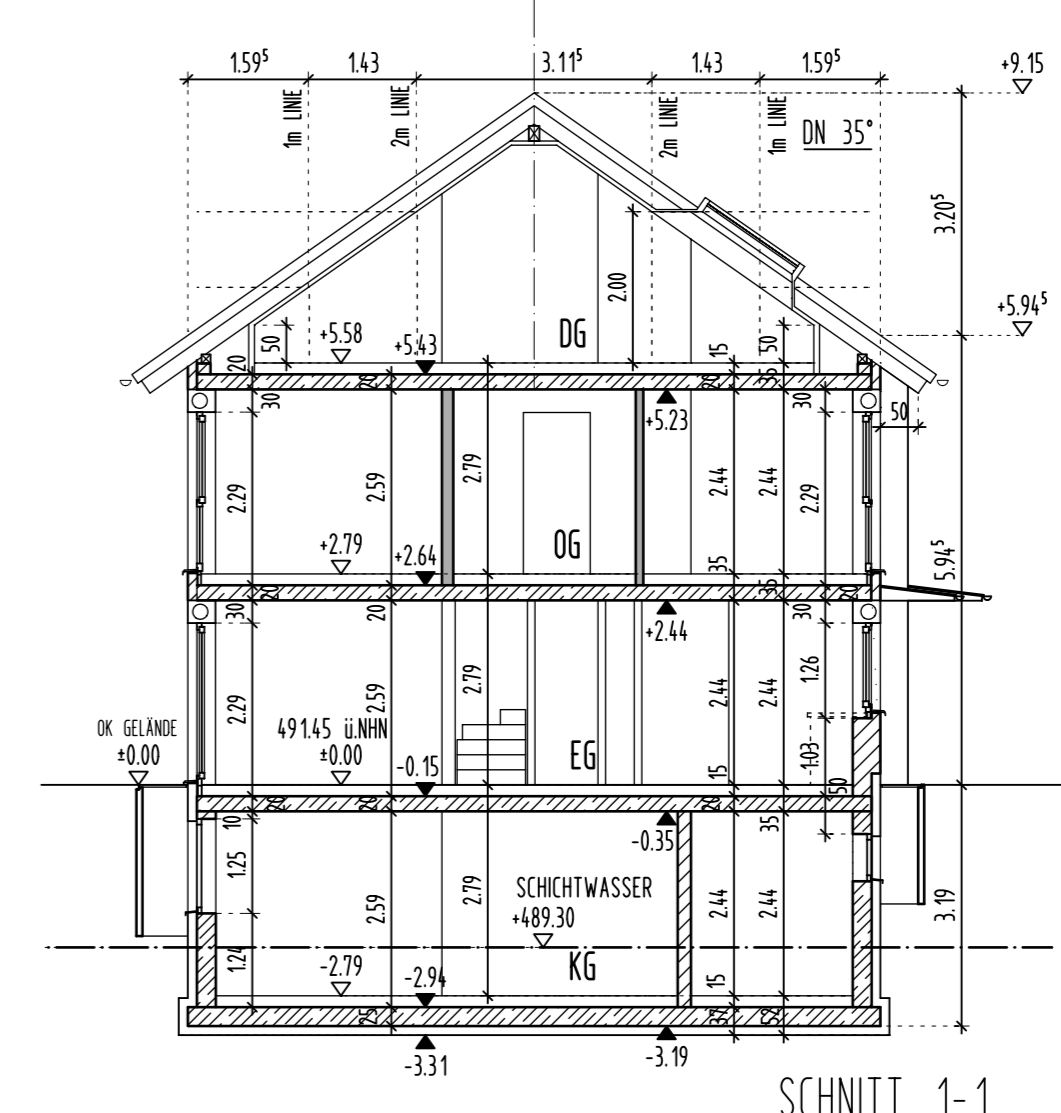 1.59⁵ 1.43 3.11⁵ 1.43 1.59⁵ +9.15
1m LINIE 2m LINIE 2m LINIE 1m LINIE
DN 35°
3.20⁵
2.00
+5.94⁵
+5.58 +5.43 DG
20 50 15 50
20 20 35
30 +5.23 30 50
2.29 2.59 2.79 2.44 2.44 2.29
+2.79 +2.64 OG
35 5.94⁵
20 35 20
30 20 +2.44 30
1.26
2.29 2.59 2.79 2.44 2.44
OK GELÄNDE
±0.00
491.45 ü.NHN
±0.00
-0.15 EG
15 1.03 50
20 20 20
10 -0.35 35
1.25
2.59 2.79 2.44 2.44 3.19
SCHICHTWASSER
+489.30
1.24
-2.79 -2.94 KG
15
25 37 52
-3.31 -3.19
SCHNITT 1-1